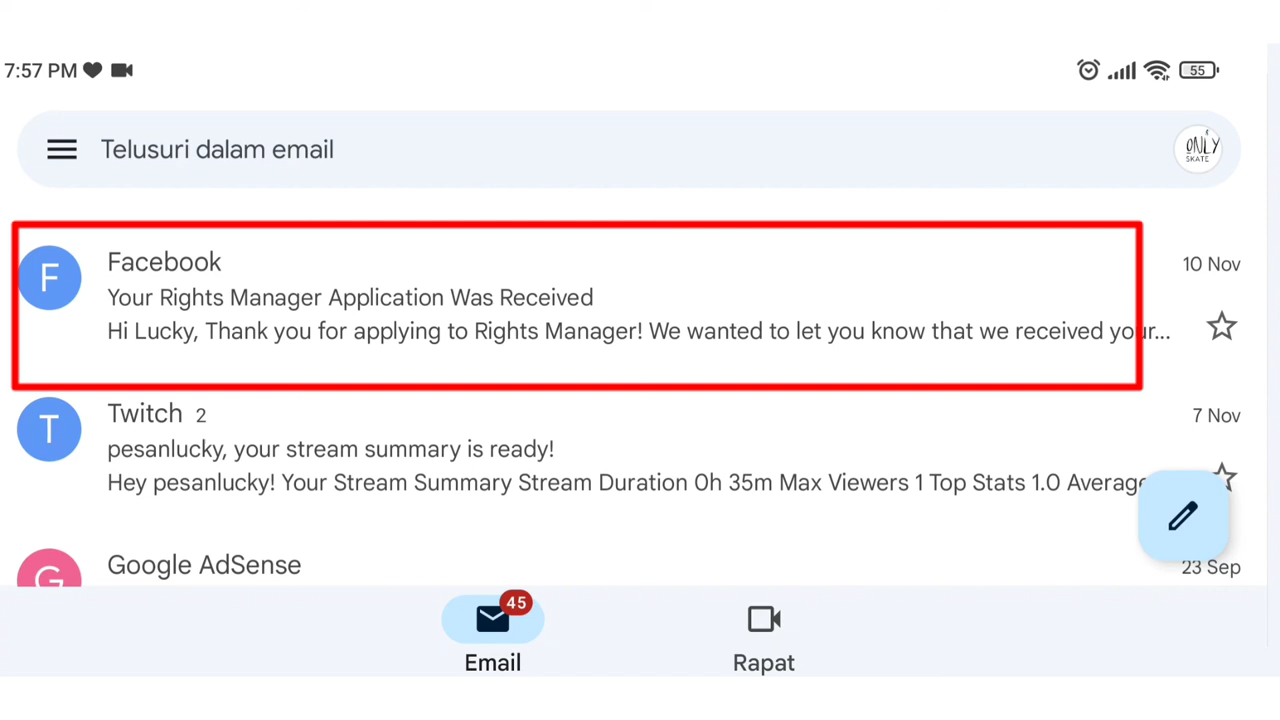 7:57 PM
55
Telusuri dalam email
ONLY
SKATE
F
Facebook
10 Nov
Your Rights Manager Application Was Received
Hi Lucky, Thank you for applying to Rights Manager! We wanted to let you know that we received your...
T
Twitch 2
7 Nov
pesanlucky, your stream summary is ready!
Hey pesanlucky! Your Stream Summary Stream Duration 0h 35m Max Viewers 1 Top Stats 1.0 Average
G
Google AdSense
23 Sep
45
Email
Rapat